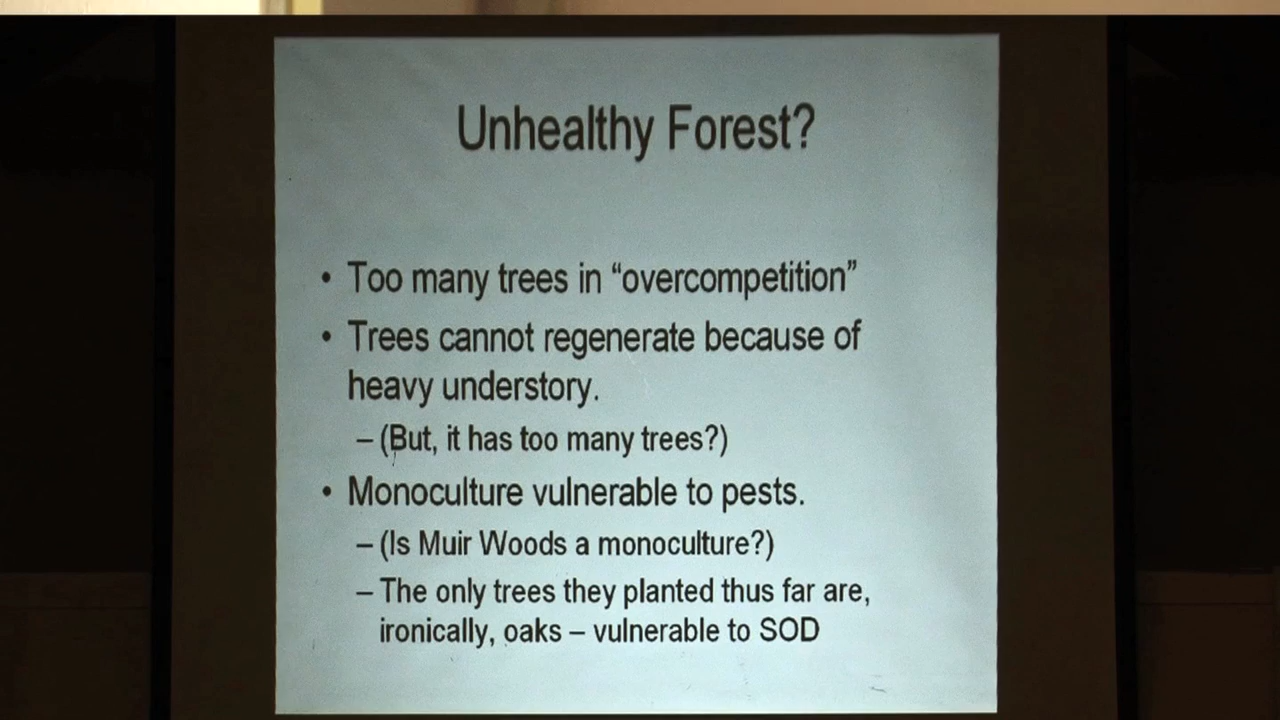 Unhealthy Forest?
• Too many trees in “overcompetition”
• Trees cannot regenerate because of
heavy understory.
– (But, it has too many trees?)
• Monoculture vulnerable to pests.
– (Is Muir Woods a monoculture?)
– The only trees they planted thus far are,
ironically, oaks – vulnerable to SOD